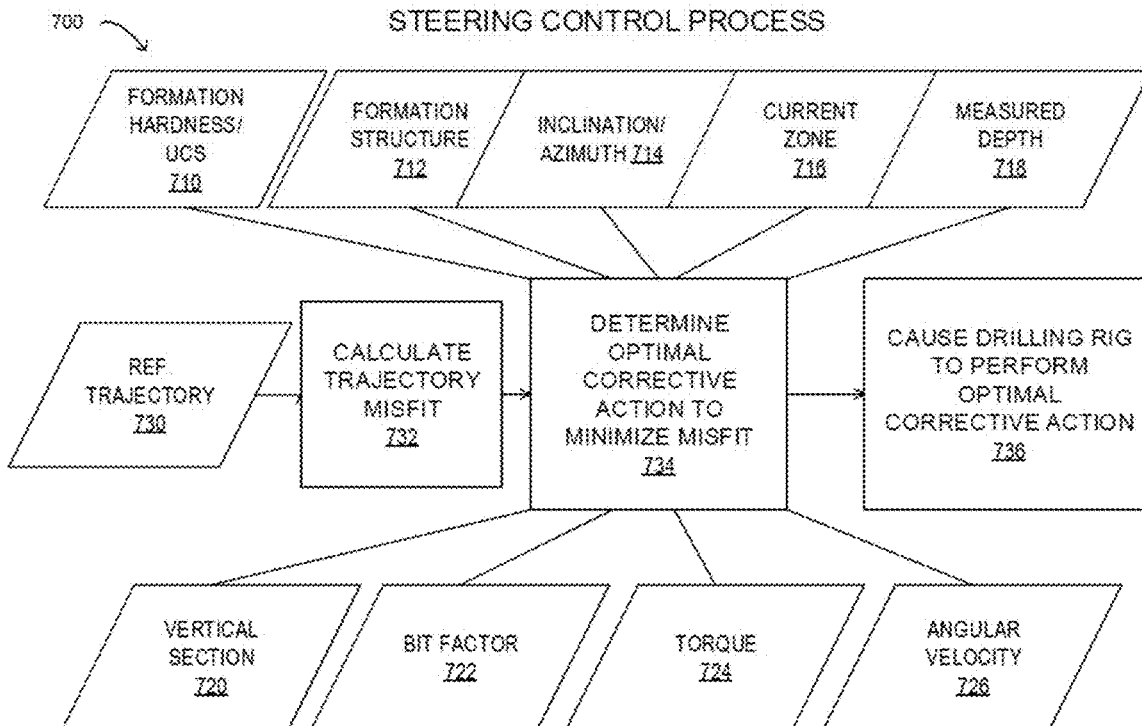 700
STEERING CONTROL PROCESS
FORMATION
HARDNESS/
UCS
710
FORMATION
STRUCTURE
712
INCLINATION/
AZIMUTH 714
CURRENT
ZONE
716
MEASURED
DEPTH
718
REF.
TRAJECTORY
730
CALCULATE
TRAJECTORY
MISFIT
732
DETERMINE
OPTIMAL
CORRECTIVE
ACTION TO
MINIMIZE MISFIT
734
CAUSE DRILLING RIG
TO PERFORM
OPTIMAL
CORRECTIVE ACTION
736
VERTICAL
SECTION
720
BIT FACTOR
722
TORQUE
724
ANGULAR
VELOCITY
726